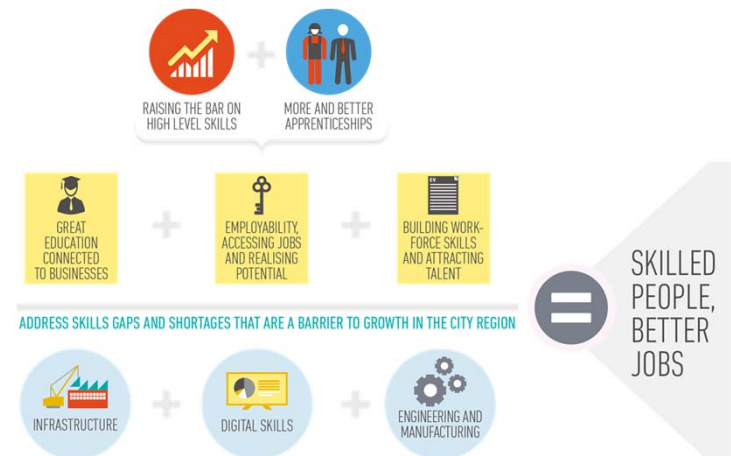 RAISING THE BAR ON
HIGH LEVEL SKILLS
MORE AND BETTER
APPRENTICESHIPS
GREAT
EDUCATION
CONNECTED
TO BUSINESSES
EMPLOYABILITY,
ACCESSING JOBS
AND REALISING
POTENTIAL
CV
BUILDING WORK-
FORCE SKILLS
AND ATTRACTING
TALENT
ADDRESS SKILLS GAPS AND SHORTAGES THAT ARE A BARRIER TO GROWTH IN THE CITY REGION
INFRASTRUCTURE
DIGITAL SKILLS
ENGINEERING AND
MANUFACTURING
SKILLED
PEOPLE,
BETTER
JOBS